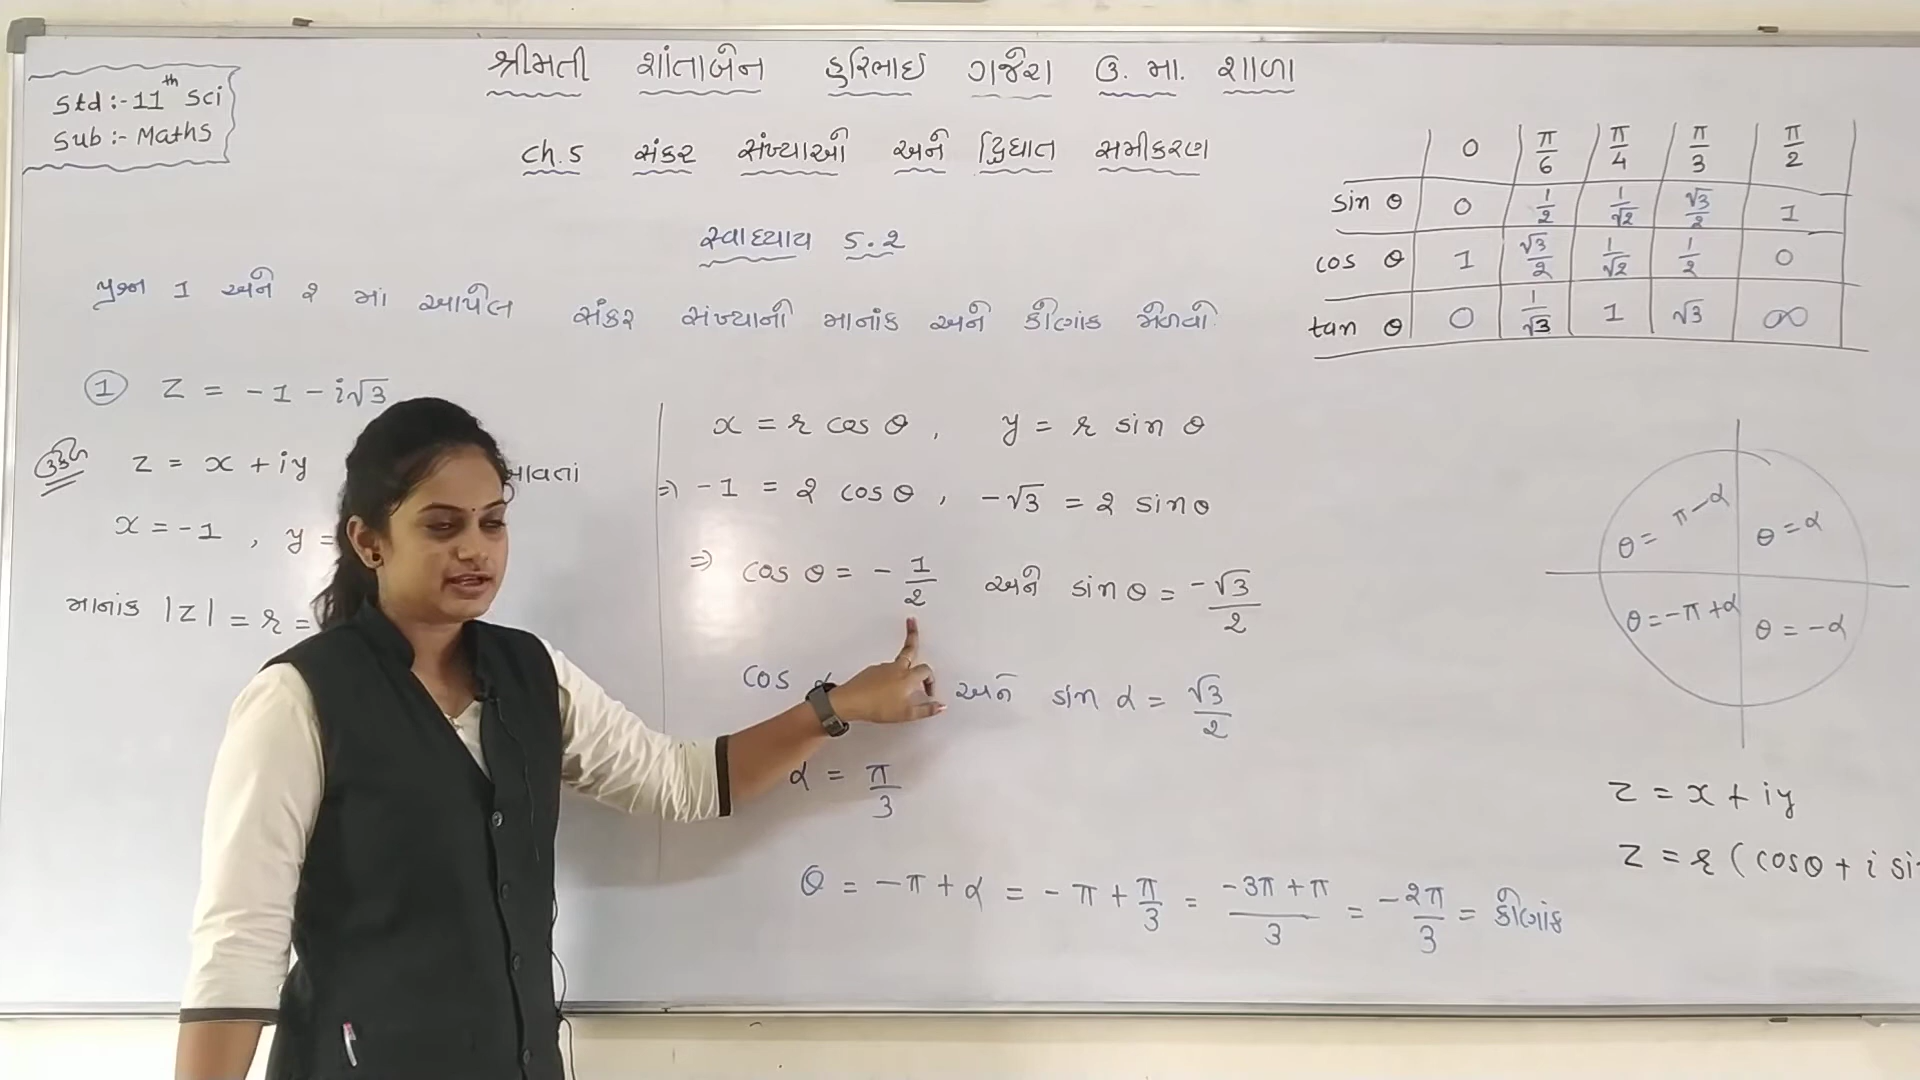 std :- 11th sci
sub :- Maths
શ્રીમતી શાંતાબેન હરિભાઈ ગજેરા ઉ. મા. શાળા
ch. 5 સંકર સંખ્યાઓ અને દ્વિઘાત સમીકરણ
સ્વાધ્યાય 5.2
પ્રશ્ન 1 અને 2 માં આપેલ સંકર સંખ્યાની માનાંક અને કોણાંક મેળવો.
0 π/6 π/4 π/3 π/2
sin θ 0 1/2 1/√2 √3/2 1
cos θ 1 √3/2 1/√2 1/2 0
tan θ 0 1/√3 1 √3 ∞
① Z = -1 - i√3
ઉકેલ z = x + iy
x = -1 , y =
માનાંક |z| = r =
x = r cos θ , y = r sin θ
⇒ -1 = 2 cos θ , -√3 = 2 sin θ
⇒ cos θ = - 1/2 અને sin θ = -√3/2
cos α અને sin α = √3/2
α = π/3
θ = -π + α = -π + π/3 = -3π + π/3 = -2π/3 = કોણાંક
θ = π - α
θ = α
θ = -π + α
θ = -α
z = x + iy
z = r (cos θ + i